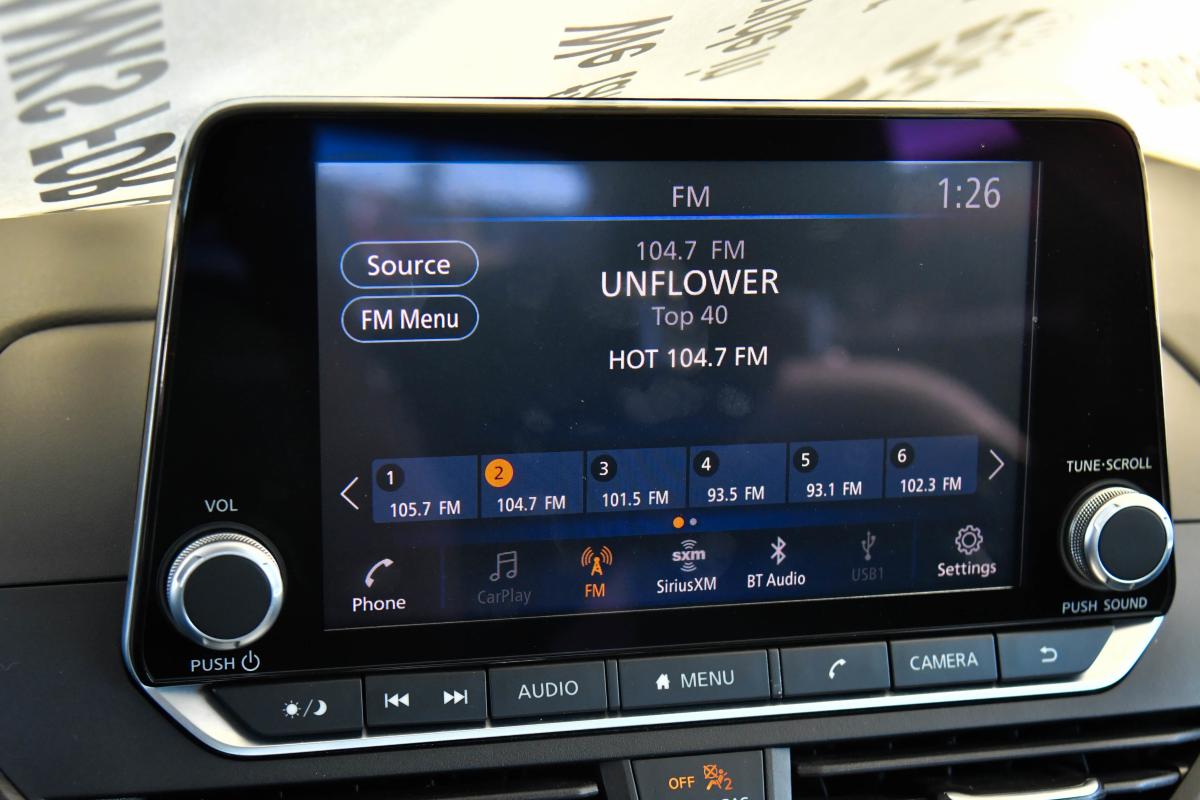 FM
1:26
Source
FM Menu
104.7 FM
UNFLOWER
Top 40
HOT 104.7 FM
1
105.7 FM
2
104.7 FM
3
101.5 FM
4
93.5 FM
5
93.1 FM
6
102.3 FM
Phone
CarPlay
FM
sxm
SiriusXM
BT Audio
USB1
Settings
VOL
PUSH
TUNE·SCROLL
PUSH SOUND
AUDIO
MENU
CAMERA
OFF
2